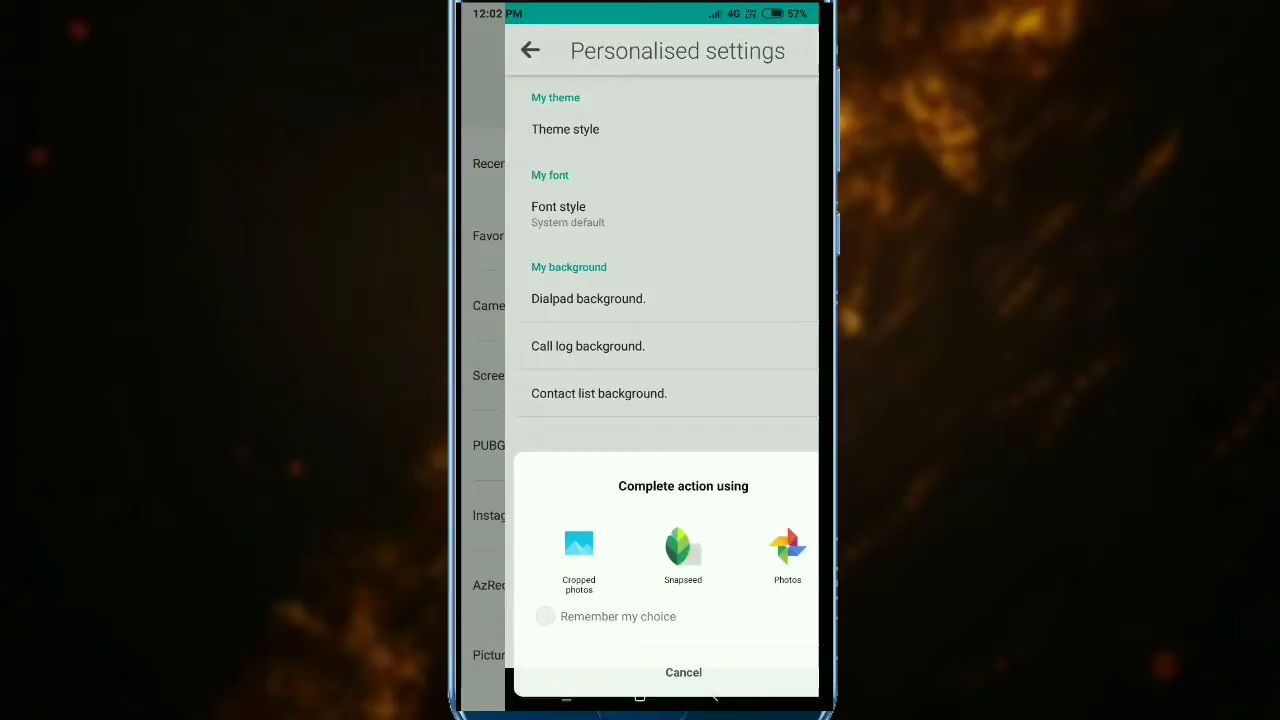 12:02 PM
4G
57%
Personalised settings
My theme
Theme style
Recen
My font
Font style
System default
Favor
My background
Dialpad background.
Came
Call log background.
Scree
Contact list background.
PUBG
Complete action using
Instag
Cropped
photos
Snapseed
Photos
AzRec
Remember my choice
Pictur
Cancel